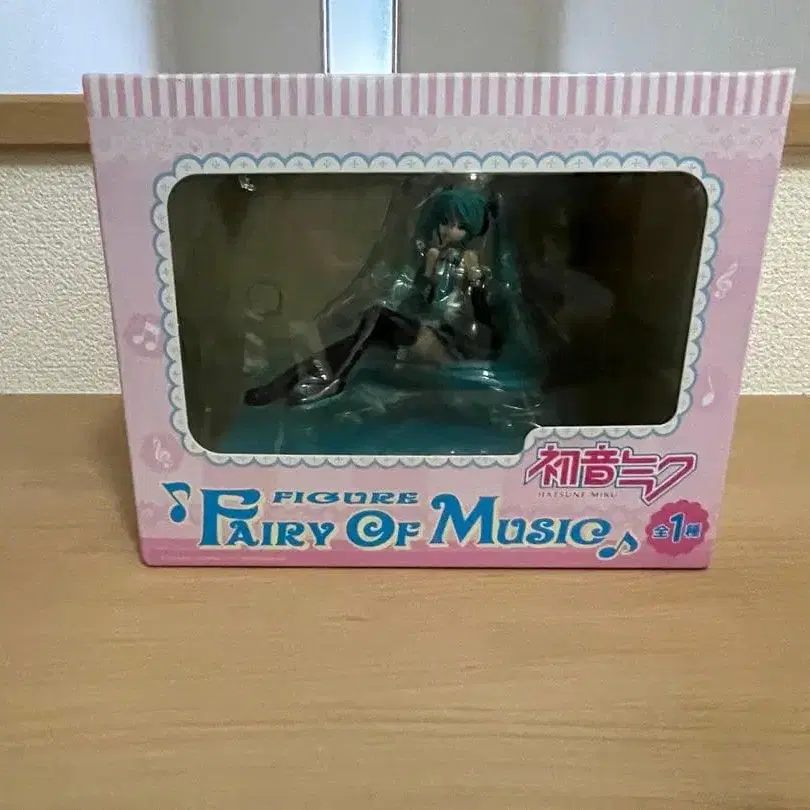 初音ミク
HATSUNE MIKU
FIGURE
FAIRY OF MUSIC
全1種